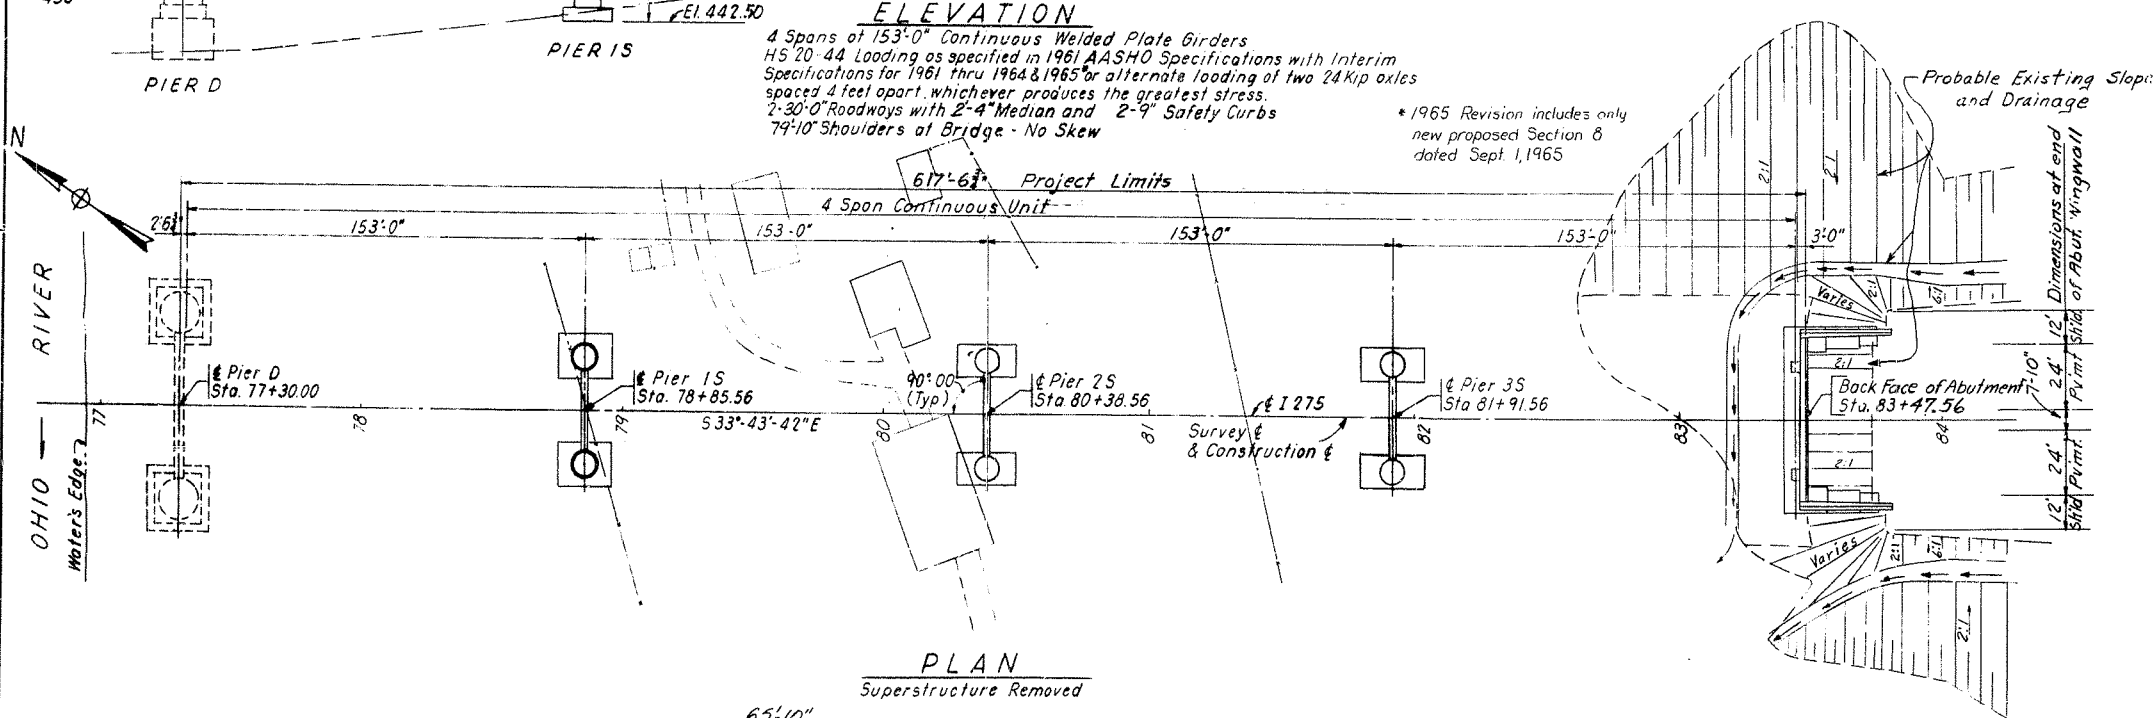 El. 442.50
PIER D
PIER 1S
ELEVATION
4 Spans at 153'-0" Continuous Welded Plate Girders
HS 20-44 Loading as specified in 1961 AASHO Specifications with Interim
Specifications for 1961 thru 1964 & 1965* or alternate loading of two 24 Kip axles
spaced 4 feet apart, whichever produces the greatest stress.
2-30'-0" Roadways with 2'-4" Median and 2'-9" Safety Curbs
79'-10" Shoulders at Bridge - No Skew
* 1965 Revision includes only
new proposed Section 8
dated Sept. 1, 1965
Probable Existing Slope
and Drainage
N
617'-6¾" Project Limits
4 Span Continuous Unit
2'-6¾"
153'-0"
153'-0"
153'-0"
153'-0"
3'-0"
2:1
2:1
Dimensions at end
of Abut. Wingwall
OHIO RIVER
Water's Edge
₵ Pier D
Sta. 77+30.00
₵ Pier 1S
Sta. 78+85.56
90°00'
(Typ)
₵ Pier 2S
Sta. 80+38.56
₵ Pier 3S
Sta 81+91.56
Back Face of Abutment
Sta. 83+47.56
Varies
2:1
6:1
2:1
2:1
12' Shld.
24' Pvmt.
7'-10"
24' Pvmt.
12' Shld
77
78
79
S 33°-43'-42" E
80
81
₵ I 275
Survey ₵
& Construction ₵
82
83
84
Varies
2:1
6:1
2:1
PLAN
Superstructure Removed
65'-10"